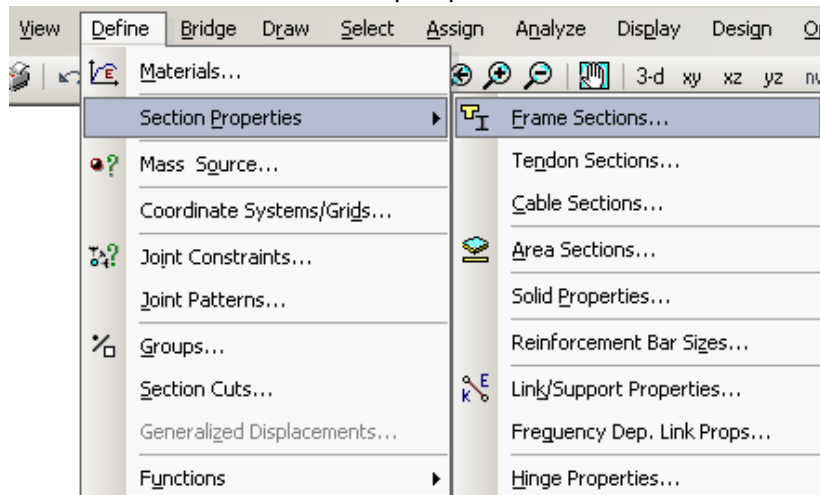 View Define Bridge Draw Select Assign Analyze Display Design
Materials... 3-d xy xz yz
Section Properties Frame Sections...
Mass Source... Tendon Sections...
Coordinate Systems/Grids... Cable Sections...
Joint Constraints... Area Sections...
Joint Patterns... Solid Properties...
Groups... Reinforcement Bar Sizes...
Section Cuts... Link/Support Properties...
Generalized Displacements... Frequency Dep. Link Props...
Functions Hinge Properties...